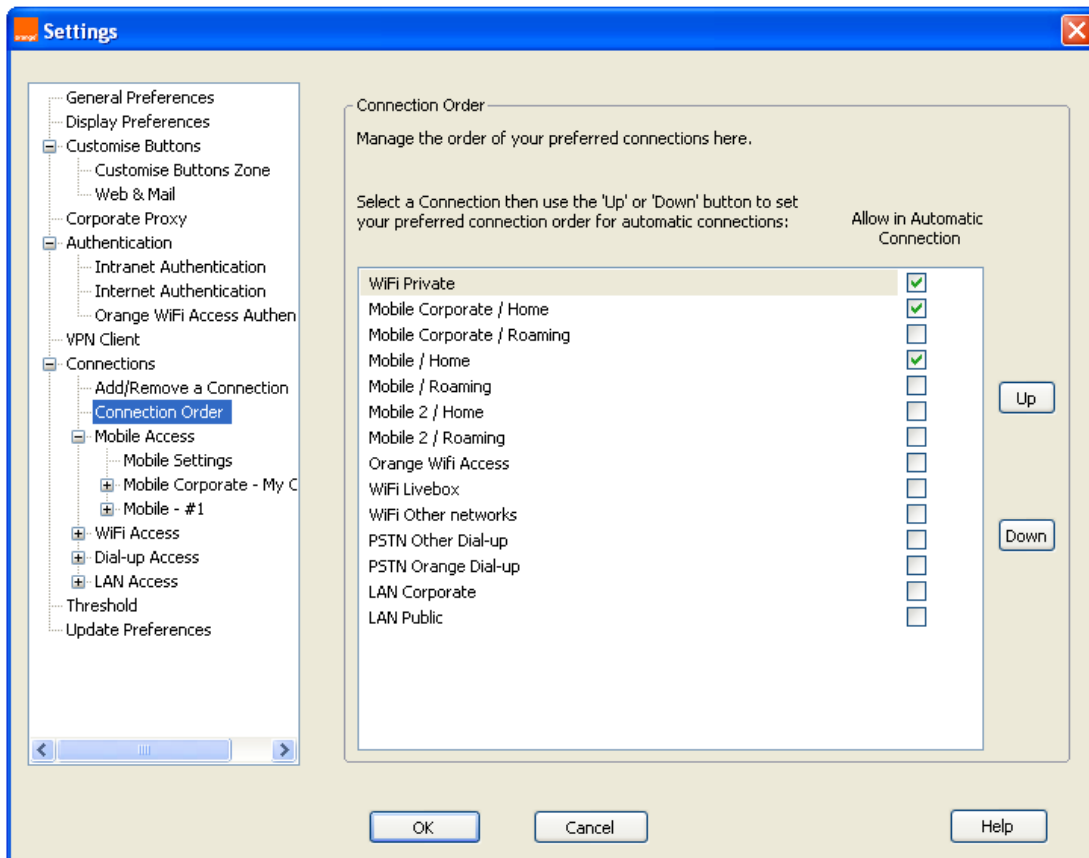 orange
Settings
General Preferences
Display Preferences
Customise Buttons
Customise Buttons Zone
Web & Mail
Corporate Proxy
Authentication
Intranet Authentication
Internet Authentication
Orange WiFi Access Authen
VPN Client
Connections
Add/Remove a Connection
Connection Order
Mobile Access
Mobile Settings
Mobile Corporate - My C
Mobile - #1
WiFi Access
Dial-up Access
LAN Access
Threshold
Update Preferences
Connection Order
Manage the order of your preferred connections here.
Select a Connection then use the 'Up' or 'Down' button to set
your preferred connection order for automatic connections:
Allow in Automatic
Connection
WiFi Private
Mobile Corporate / Home
Mobile Corporate / Roaming
Mobile / Home
Mobile / Roaming
Mobile 2 / Home
Mobile 2 / Roaming
Orange Wifi Access
WiFi Livebox
WiFi Other networks
PSTN Other Dial-up
PSTN Orange Dial-up
LAN Corporate
LAN Public
Up
Down
OK
Cancel
Help